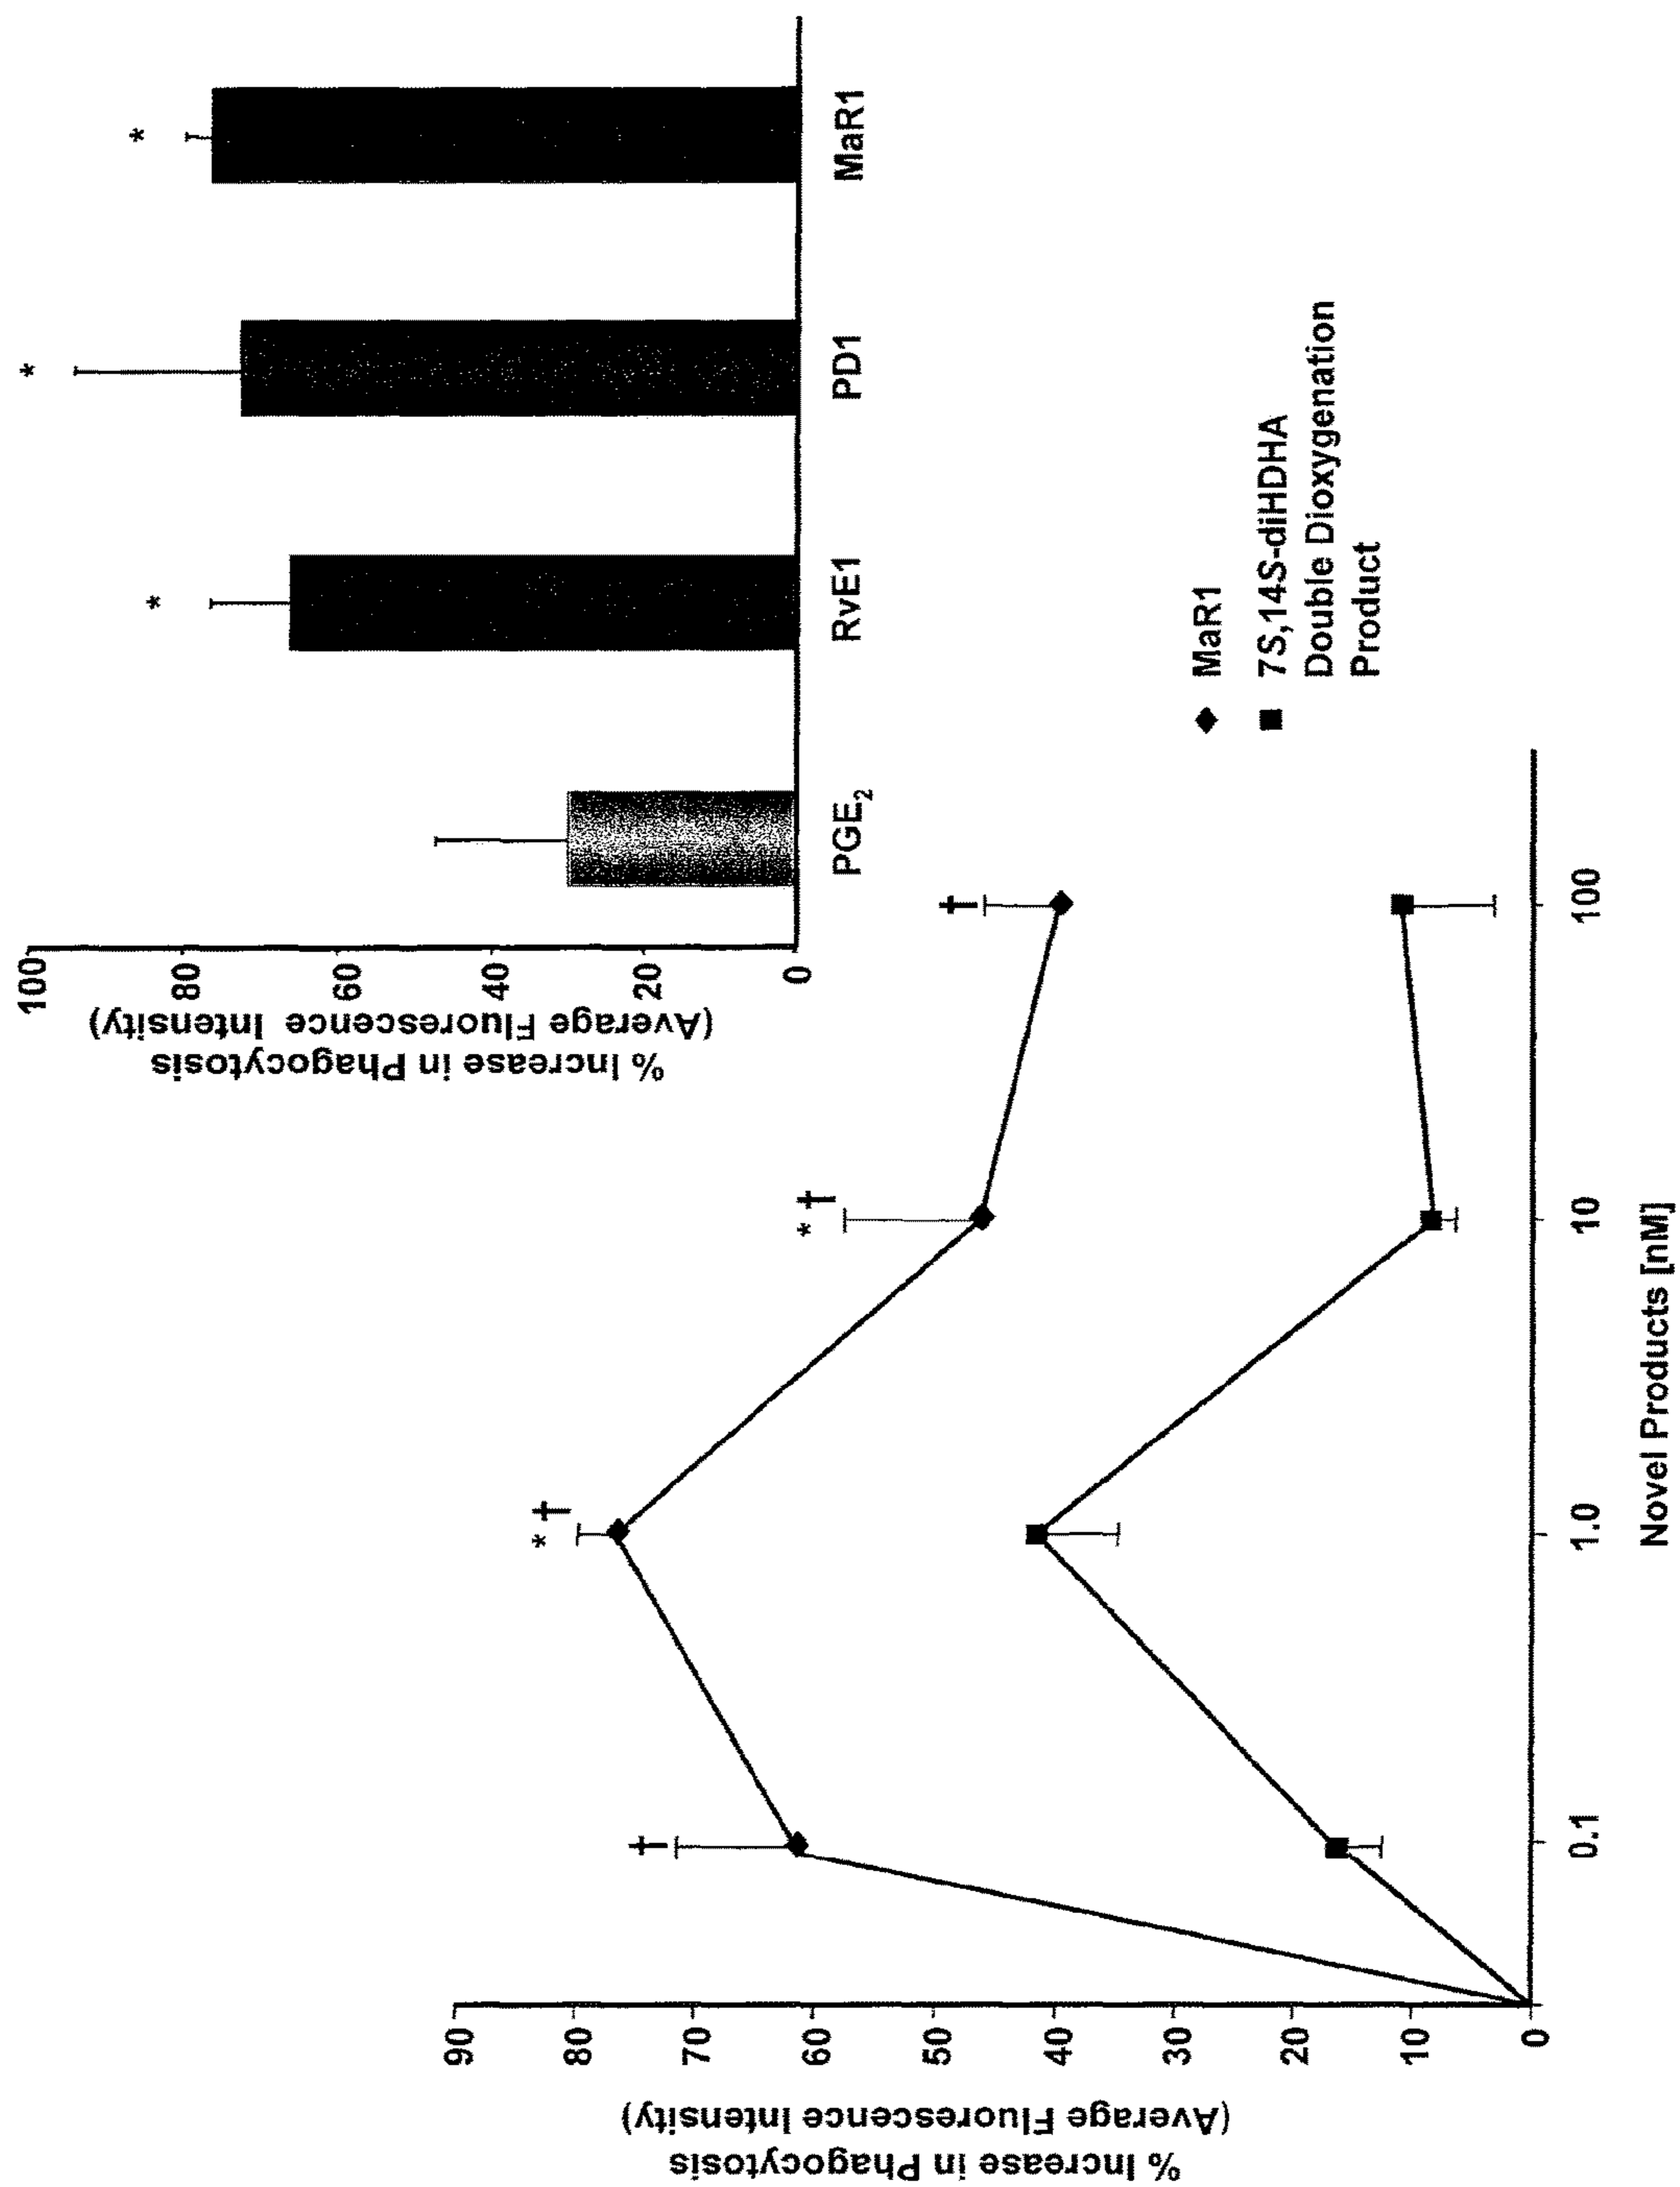 % Increase in Phagocytosis
(Average Fluorescence Intensity)
100
80
60
40
20
0
*
*
*
PGE2
RvE1
PD1
MaR1
% Increase in Phagocytosis
(Average Fluorescence Intensity)
90
80
70
60
50
40
30
20
10
0
†
*†
*†
†
0.1
1.0
10
100
Novel Products [nM]
MaR1
7S,14S-diHDHA
Double Dioxygenation
Product